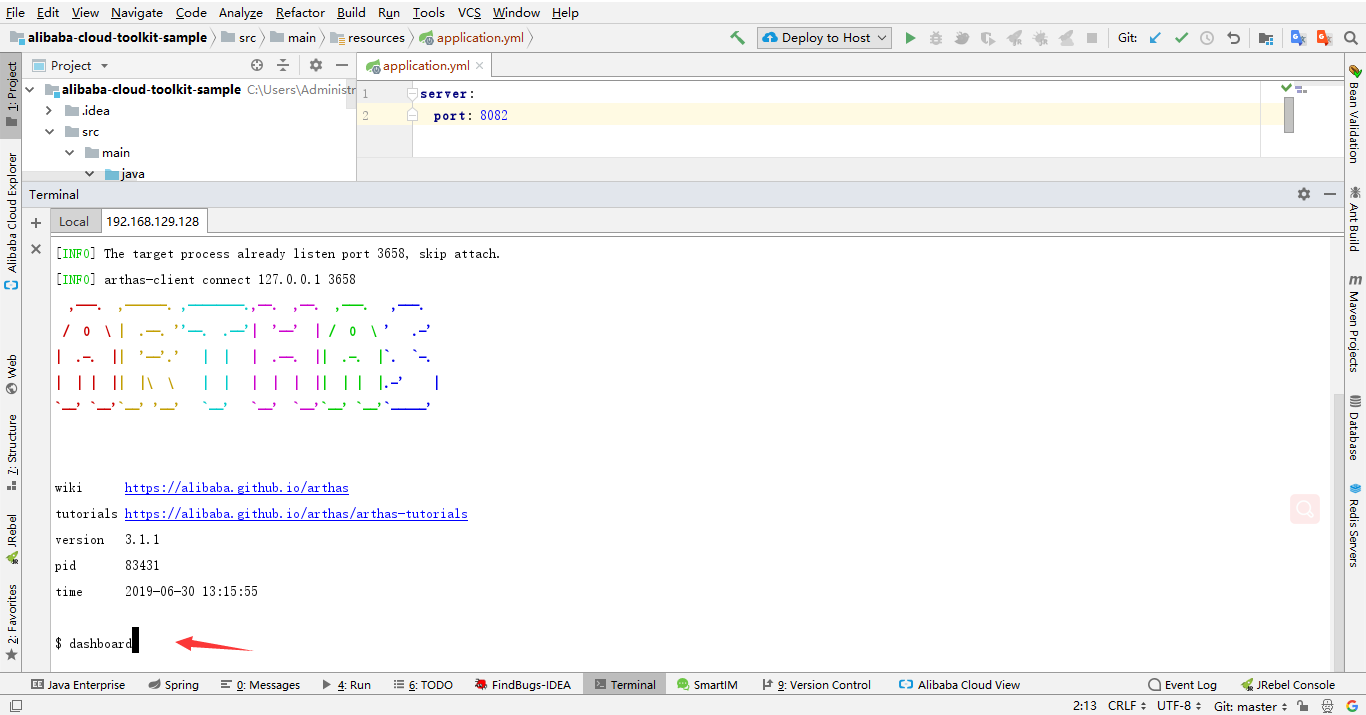 File Edit View Navigate Code Analyze Refactor Build Run Tools VCS Window Help
alibaba-cloud-toolkit-sample src main resources application.yml Deploy to Host Git:
Project application.yml
alibaba-cloud-toolkit-sample C:\Users\Administr
.idea
src
main
java
1 server:
2 port: 8082
Terminal
Local 192.168.129.128
[INFO] The target process already listen port 3658, skip attach.
[INFO] arthas-client connect 127.0.0.1 3658
ARTHAS
wiki https://alibaba.github.io/arthas
tutorials https://alibaba.github.io/arthas/arthas-tutorials
version 3.1.1
pid 83431
time 2019-06-30 13:15:55
$ dashboard
1: Project
Alibaba Cloud Explorer
Web
7: Structure
JRebel
2: Favorites
Bean Validation
Ant Build
Maven Projects
Database
Redis Servers
Java Enterprise Spring 0: Messages 4: Run 6: TODO FindBugs-IDEA Terminal SmartIM 9: Version Control Alibaba Cloud View Event Log JRebel Console
2:13 CRLF UTF-8 Git: master